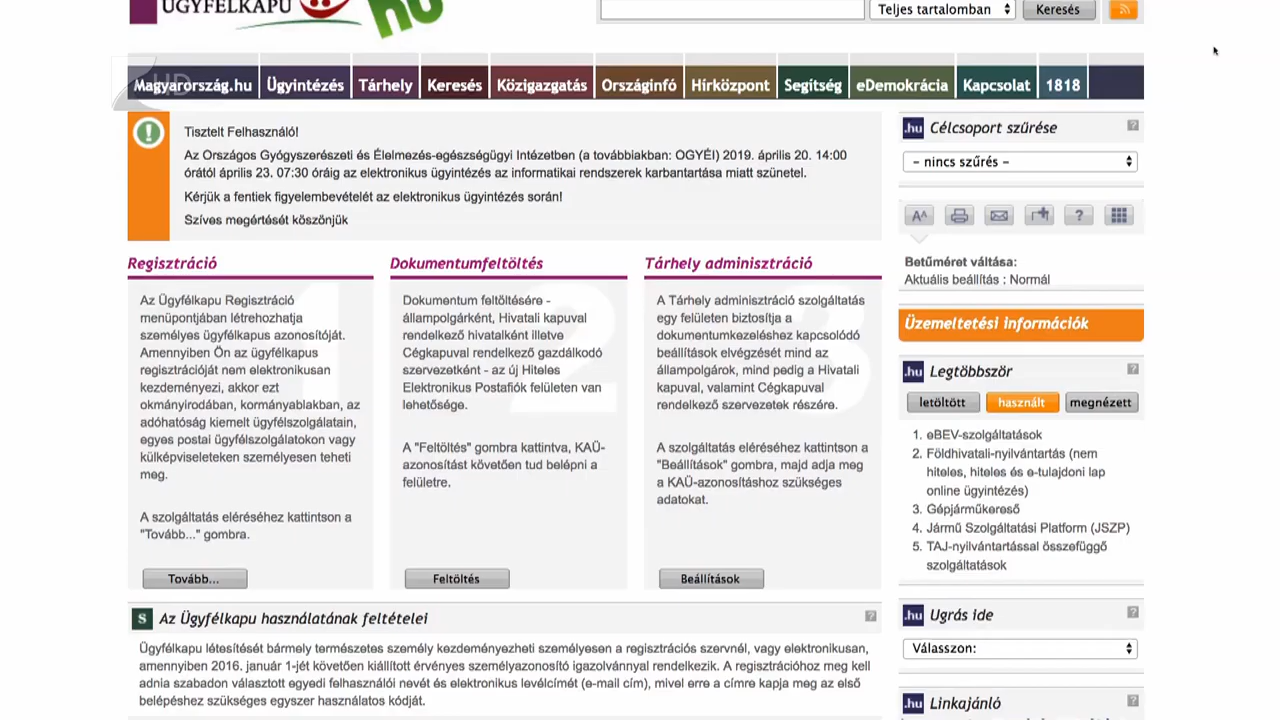 ÜGYFÉLKAPU
hu
Teljes tartalomban
Keresés
Magyarország.hu
Ügyintézés
Tárhely
Keresés
Közigazgatás
Országinfó
Hírközpont
Segítség
eDemokrácia
Kapcsolat
1818
HD
Tisztelt Felhasználó!
Az Országos Gyógyszerészeti és Élelmezés-egészségügyi Intézetben (a továbbiakban: OGYÉI) 2019. április 20. 14:00
órától április 23. 07:30 óráig az elektronikus ügyintézés az informatikai rendszerek karbantartása miatt szünetel.
Kérjük a fentiek figyelembevételét az elektronikus ügyintézés során!
Szíves megértését köszönjük
Regisztráció
1
Az Ügyfélkapu Regisztráció
menüpontjában létrehozhatja
személyes ügyfélkapus azonosítóját.
Amennyiben Ön az ügyfélkapus
regisztrációját nem elektronikusan
kezdeményezi, akkor ezt
okmányirodában, kormányablakban, az
adóhatóság kiemelt ügyfélszolgálatain,
egyes postai ügyfélszolgálatokon vagy
külképviseleteken személyesen teheti
meg.
A szolgáltatás eléréséhez kattintson a
"Tovább..." gombra.
Tovább...
Dokumentumfeltöltés
2
Dokumentum feltöltésére -
állampolgárként, Hivatali kapuval
rendelkező hivatalként illetve
Cégkapuval rendelkező gazdálkodó
szervezetként - az új Hiteles
Elektronikus Postafiók felületen van
lehetősége.
A "Feltöltés" gombra kattintva, KAÜ-
azonosítást követően tud belépni a
felületre.
Feltöltés
Tárhely adminisztráció
3
A Tárhely adminisztráció szolgáltatás
egy felületen biztosítja a
dokumentumkezeléshez kapcsolódó
beállítások elvégzését mind az
állampolgárok, mind pedig a Hivatali
kapuval, valamint Cégkapuval
rendelkező szervezetek részére.
A szolgáltatás eléréséhez kattintson a
"Beállítások" gombra, majd adja meg
a KAÜ-azonosításhoz szükséges
adatokat.
Beállítások
S Az Ügyfélkapu használatának feltételei ?
Ügyfélkapu létesítését bármely természetes személy kezdeményezheti személyesen a regisztrációs szervnél, vagy elektronikusan,
amennyiben 2016. január 1-jét követően kiállított érvényes személyazonosító igazolvánnyal rendelkezik. A regisztrációhoz meg kell
adnia szabadon választott egyedi felhasználói nevét és elektronikus levélcímét (e-mail cím), mivel erre a címre kapja meg az első
belépéshez szükséges egyszer használatos kódját.
.hu Célcsoport szűrése ?
- nincs szűrés -
AA ?
Betűméret váltása:
Aktuális beállítás : Normál
Üzemeltetési információk
.hu Legtöbbször ?
letöltött
használt
megnézett
1. eBEV-szolgáltatások
2. Földhivatali-nyilvántartás (nem
hiteles, hiteles és e-tulajdoni lap
online ügyintézés)
3. Gépjárműkereső
4. Jármű Szolgáltatási Platform (JSZP)
5. TAJ-nyilvántartással összefüggő
szolgáltatások
.hu Ugrás ide ?
Válasszon:
.hu Linkajánló ?